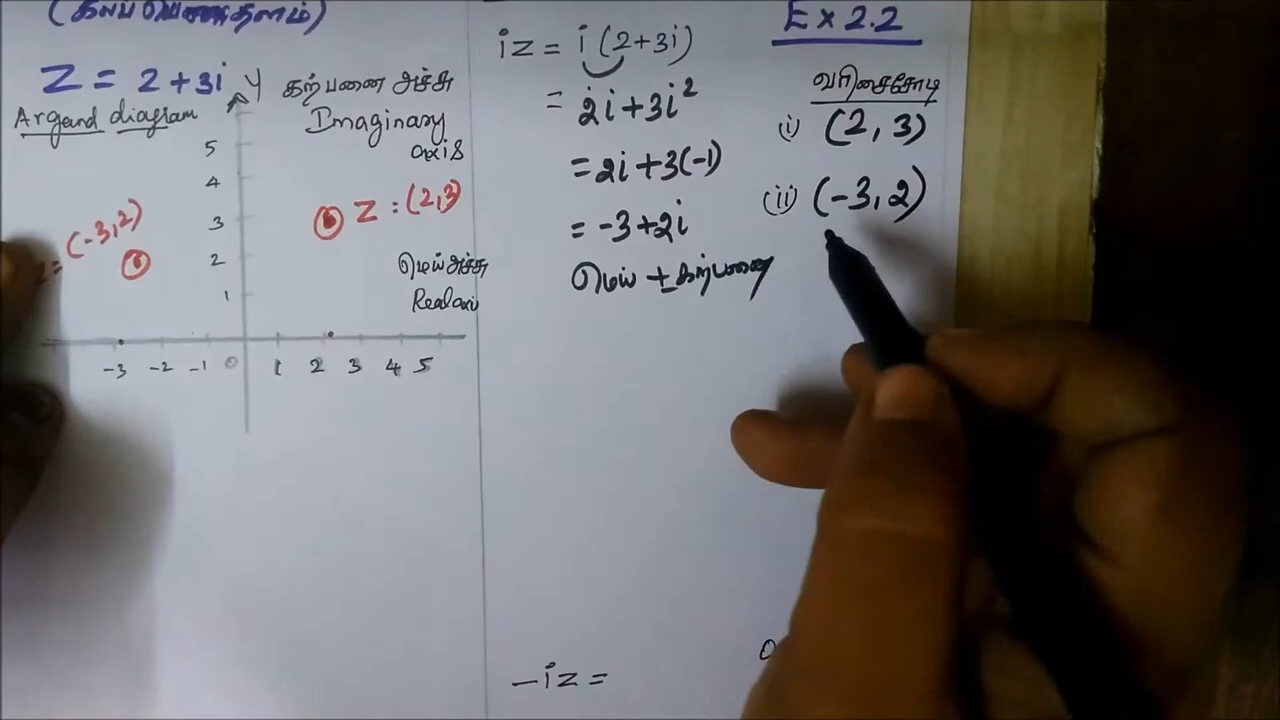 Z = 2 + 3i
Argand diagram
Y கற்பனை அச்சு
Imaginary
axis
5
4
3
2
1
Z : (2,3)
(-3,2)
மெய் அச்சு
Real axis
-3 -2 -1 0 1 2 3 4 5
iz = i (2+3i)
= 2i + 3i²
= 2i + 3(-1)
= -3 + 2i
மெய் ± கற்பனை
-iz =
Ex 2.2
வரிசைசோடி
(i) (2, 3)
(ii) (-3, 2)